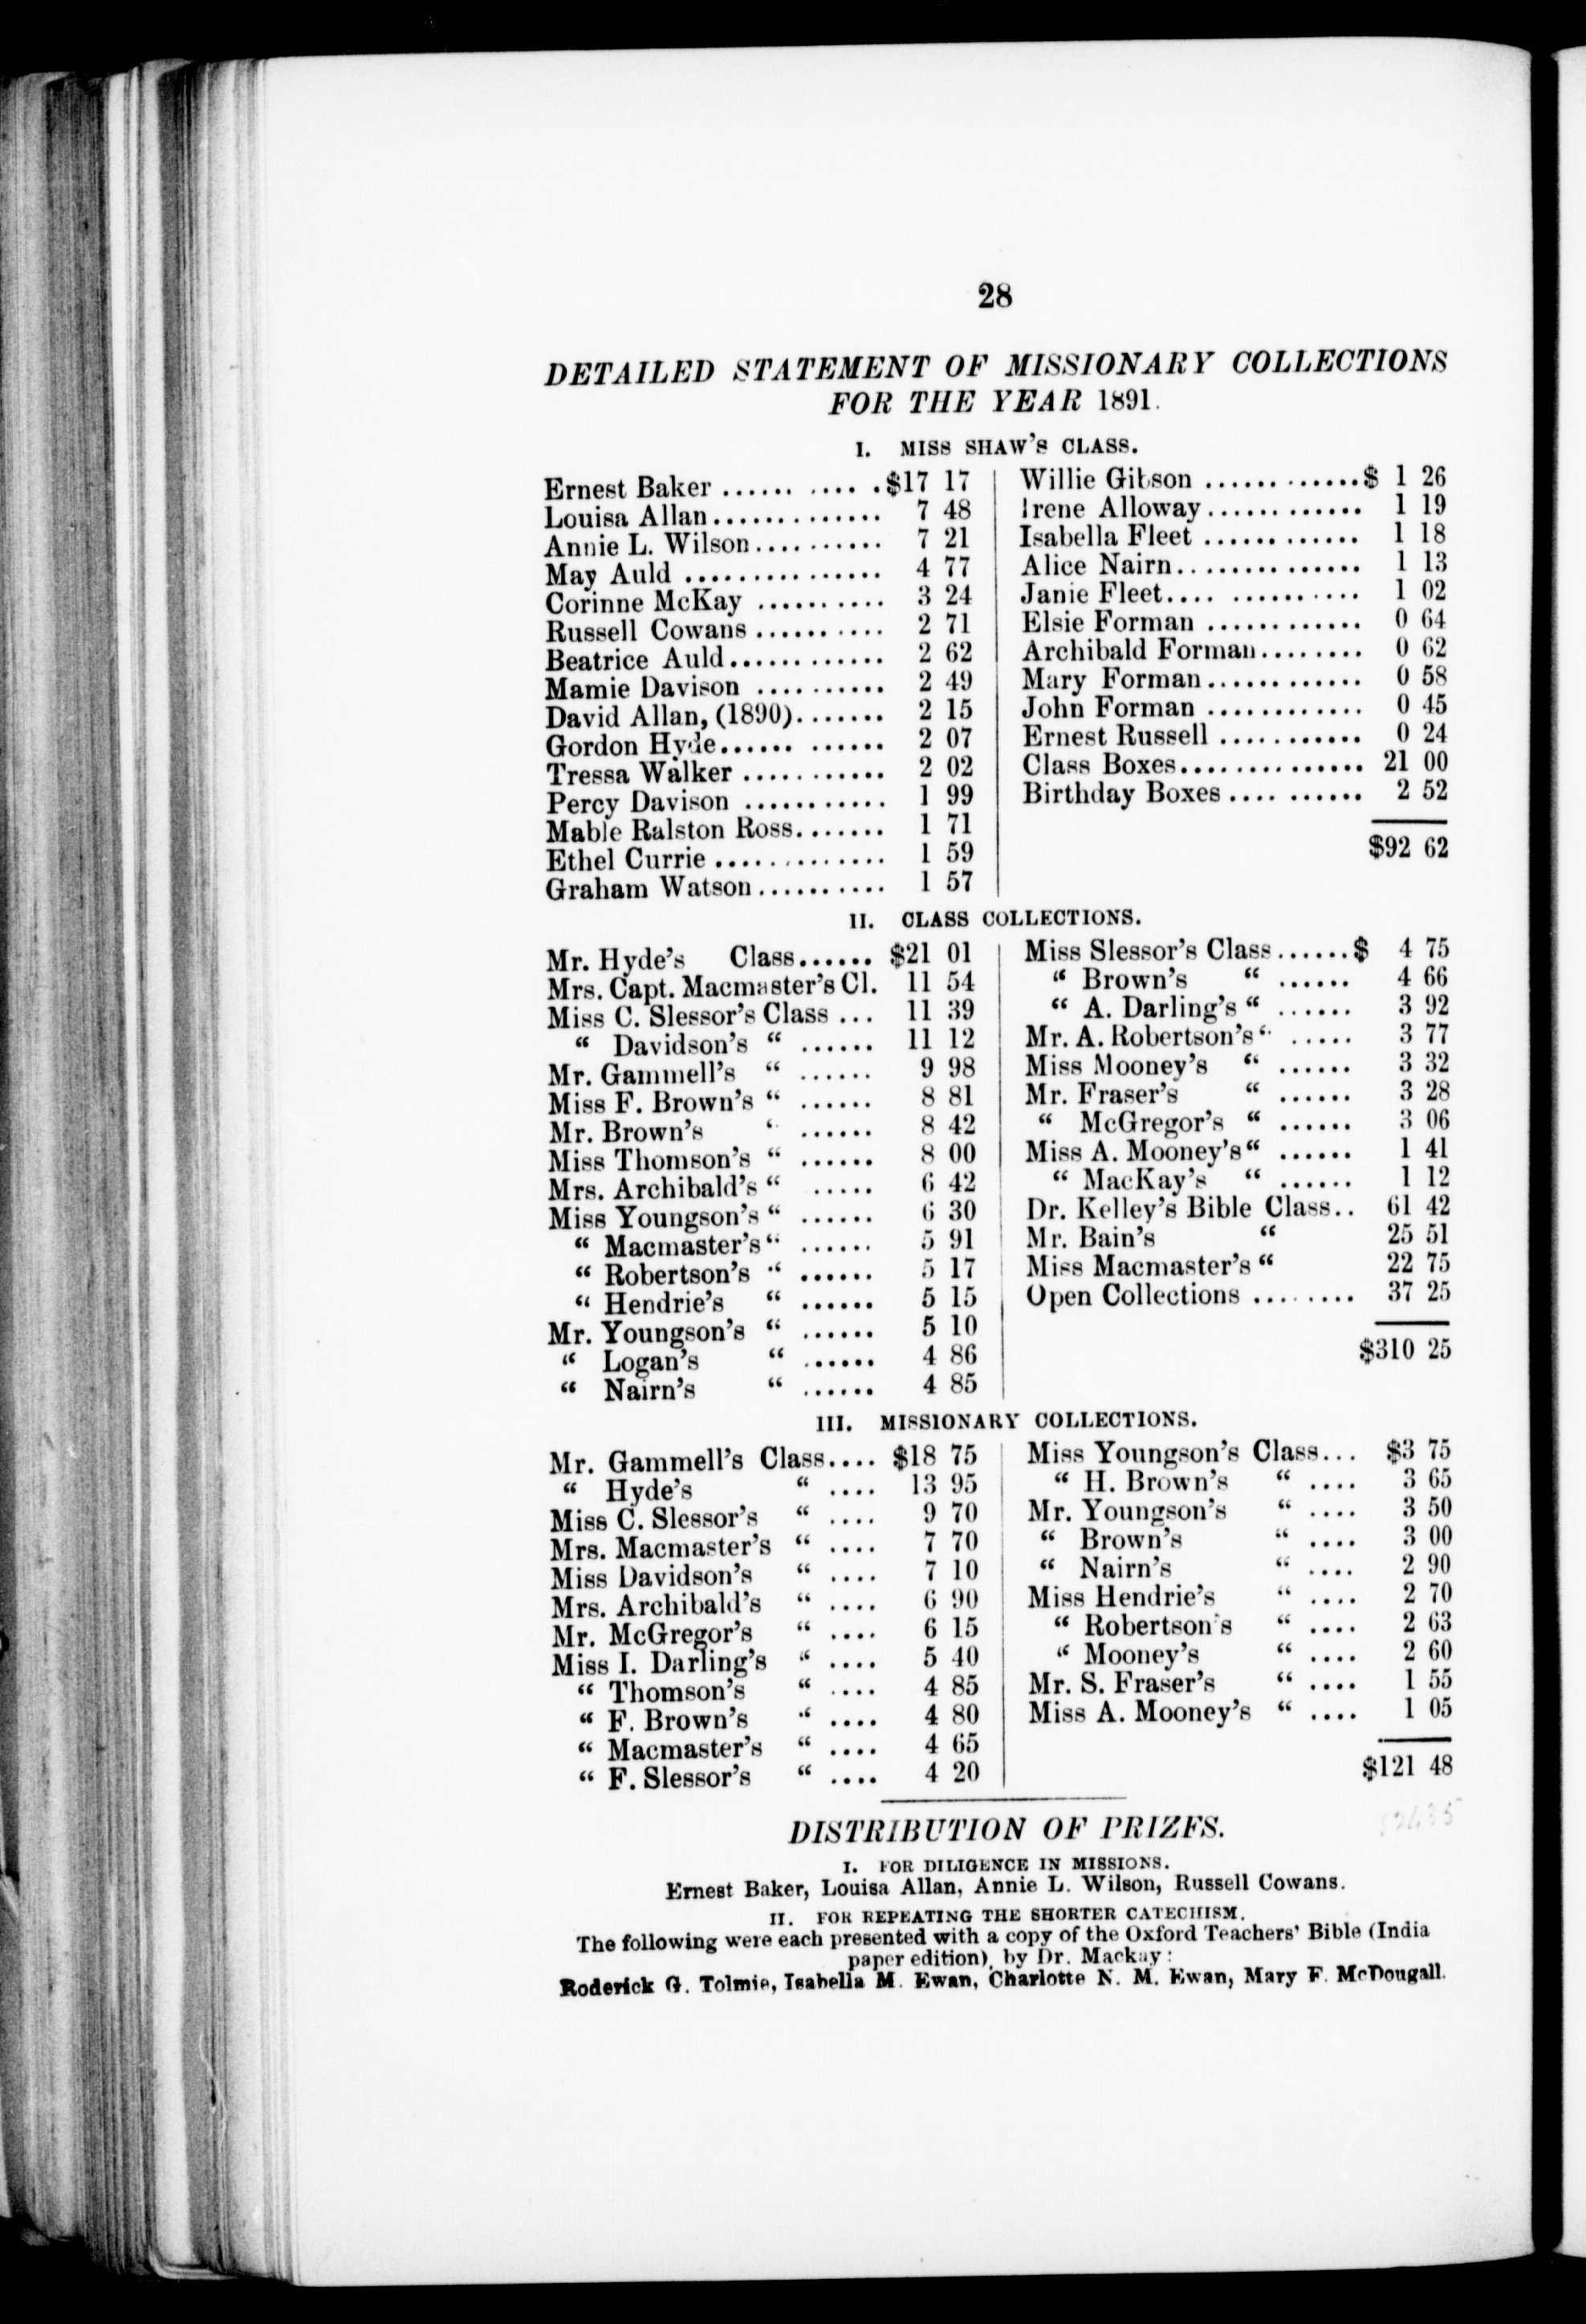 28
DETAILED STATEMENT OF MISSIONARY COLLECTIONS
FOR THE YEAR 1891.
I. MISS SHAW'S CLASS.
Ernest Baker ...... .... .$17 17
Louisa Allan............. 7 48
Annie L. Wilson.......... 7 21
May Auld ............... 4 77
Corinne McKay .......... 3 24
Russell Cowans .......... 2 71
Beatrice Auld............ 2 62
Mamie Davison .......... 2 49
David Allan, (1890)....... 2 15
Gordon Hyde...... ...... 2 07
Tressa Walker ........... 2 02
Percy Davison ........... 1 99
Mable Ralston Ross....... 1 71
Ethel Currie ............. 1 59
Graham Watson.......... 1 57
Willie Gibson ............$ 1 26
Irene Alloway............ 1 19
Isabella Fleet ............ 1 18
Alice Nairn.............. 1 13
Janie Fleet.... .......... 1 02
Elsie Forman ............ 0 64
Archibald Forman........ 0 62
Mary Forman............ 0 58
John Forman ............ 0 45
Ernest Russell ........... 0 24
Class Boxes.............. 21 00
Birthday Boxes .... ...... 2 52
$92 62
II. CLASS COLLECTIONS.
Mr. Hyde's Class...... $21 01
Mrs. Capt. Macmaster's Cl. 11 54
Miss C. Slessor's Class ... 11 39
“ Davidson's “ ...... 11 12
Mr. Gammell's “ ...... 9 98
Miss F. Brown's “ ...... 8 81
Mr. Brown's “ ...... 8 42
Miss Thomson's “ ...... 8 00
Mrs. Archibald's “ ..... 6 42
Miss Youngson's “ ...... 6 30
“ Macmaster's “ ...... 5 91
“ Robertson's “ ...... 5 17
“ Hendrie's “ ...... 5 15
Mr. Youngson's “ ...... 5 10
“ Logan's “ ...... 4 86
“ Nairn's “ ...... 4 85
Miss Slessor's Class ......$ 4 75
“ Brown's “ ...... 4 66
“ A. Darling's “ ...... 3 92
Mr. A. Robertson's “ ..... 3 77
Miss Mooney's “ ...... 3 32
Mr. Fraser's “ ...... 3 28
“ McGregor's “ ...... 3 06
Miss A. Mooney's “ ...... 1 41
“ MacKay's “ ...... 1 12
Dr. Kelley's Bible Class.. 61 42
Mr. Bain's “ 25 51
Miss Macmaster's “ 22 75
Open Collections ........ 37 25
$310 25
III. MISSIONARY COLLECTIONS.
Mr. Gammell's Class.... $18 75
“ Hyde's “ .... 13 95
Miss C. Slessor's “ .... 9 70
Mrs. Macmaster's “ .... 7 70
Miss Davidson's “ .... 7 10
Mrs. Archibald's “ .... 6 90
Mr. McGregor's “ .... 6 15
Miss I. Darling's “ .... 5 40
“ Thomson's “ .... 4 85
“ F. Brown's “ .... 4 80
“ Macmaster's “ .... 4 65
“ F. Slessor's “ .... 4 20
Miss Youngson's Class... $3 75
“ H. Brown's “ .... 3 65
Mr. Youngson's “ .... 3 50
“ Brown's “ .... 3 00
“ Nairn's “ .... 2 90
Miss Hendrie's “ .... 2 70
“ Robertson's “ .... 2 63
“ Mooney's “ .... 2 60
Mr. S. Fraser's “ .... 1 55
Miss A. Mooney's “ .... 1 05
$121 48
DISTRIBUTION OF PRIZES.
I. FOR DILIGENCE IN MISSIONS.
Ernest Baker, Louisa Allan, Annie L. Wilson, Russell Cowans.
II. FOR REPEATING THE SHORTER CATECHISM.
The following were each presented with a copy of the Oxford Teachers' Bible (India
paper edition), by Dr. Mackay:
Roderick G. Tolmie, Isabella M. Ewan, Charlotte N. M. Ewan, Mary F. McDougall.